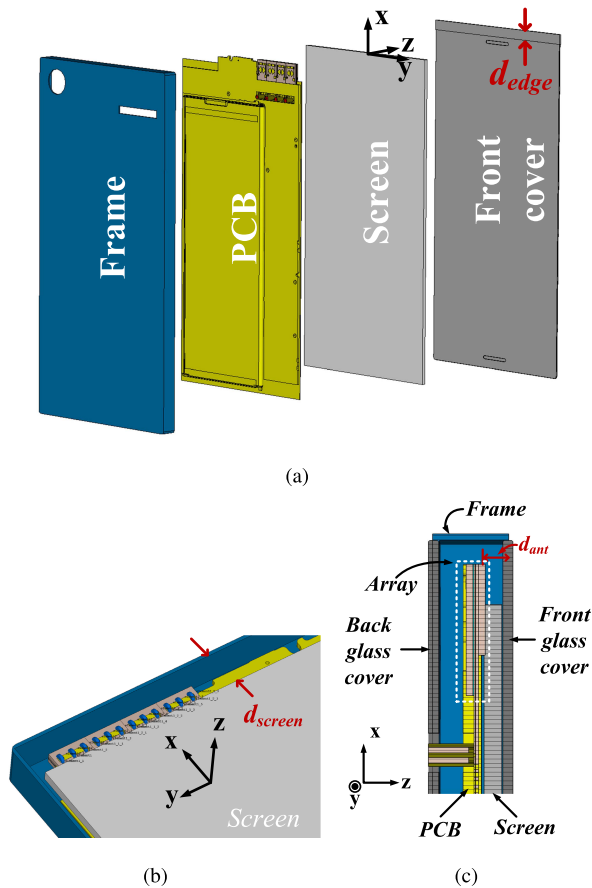 x
z
y
d_edge
Frame
PCB
Screen
Front
cover
(a)
Frame
d_ant
Array
Back
glass
cover
Front
glass
cover
d_screen
z
x
y
Screen
x
z
y
PCB
Screen
(b)
(c)